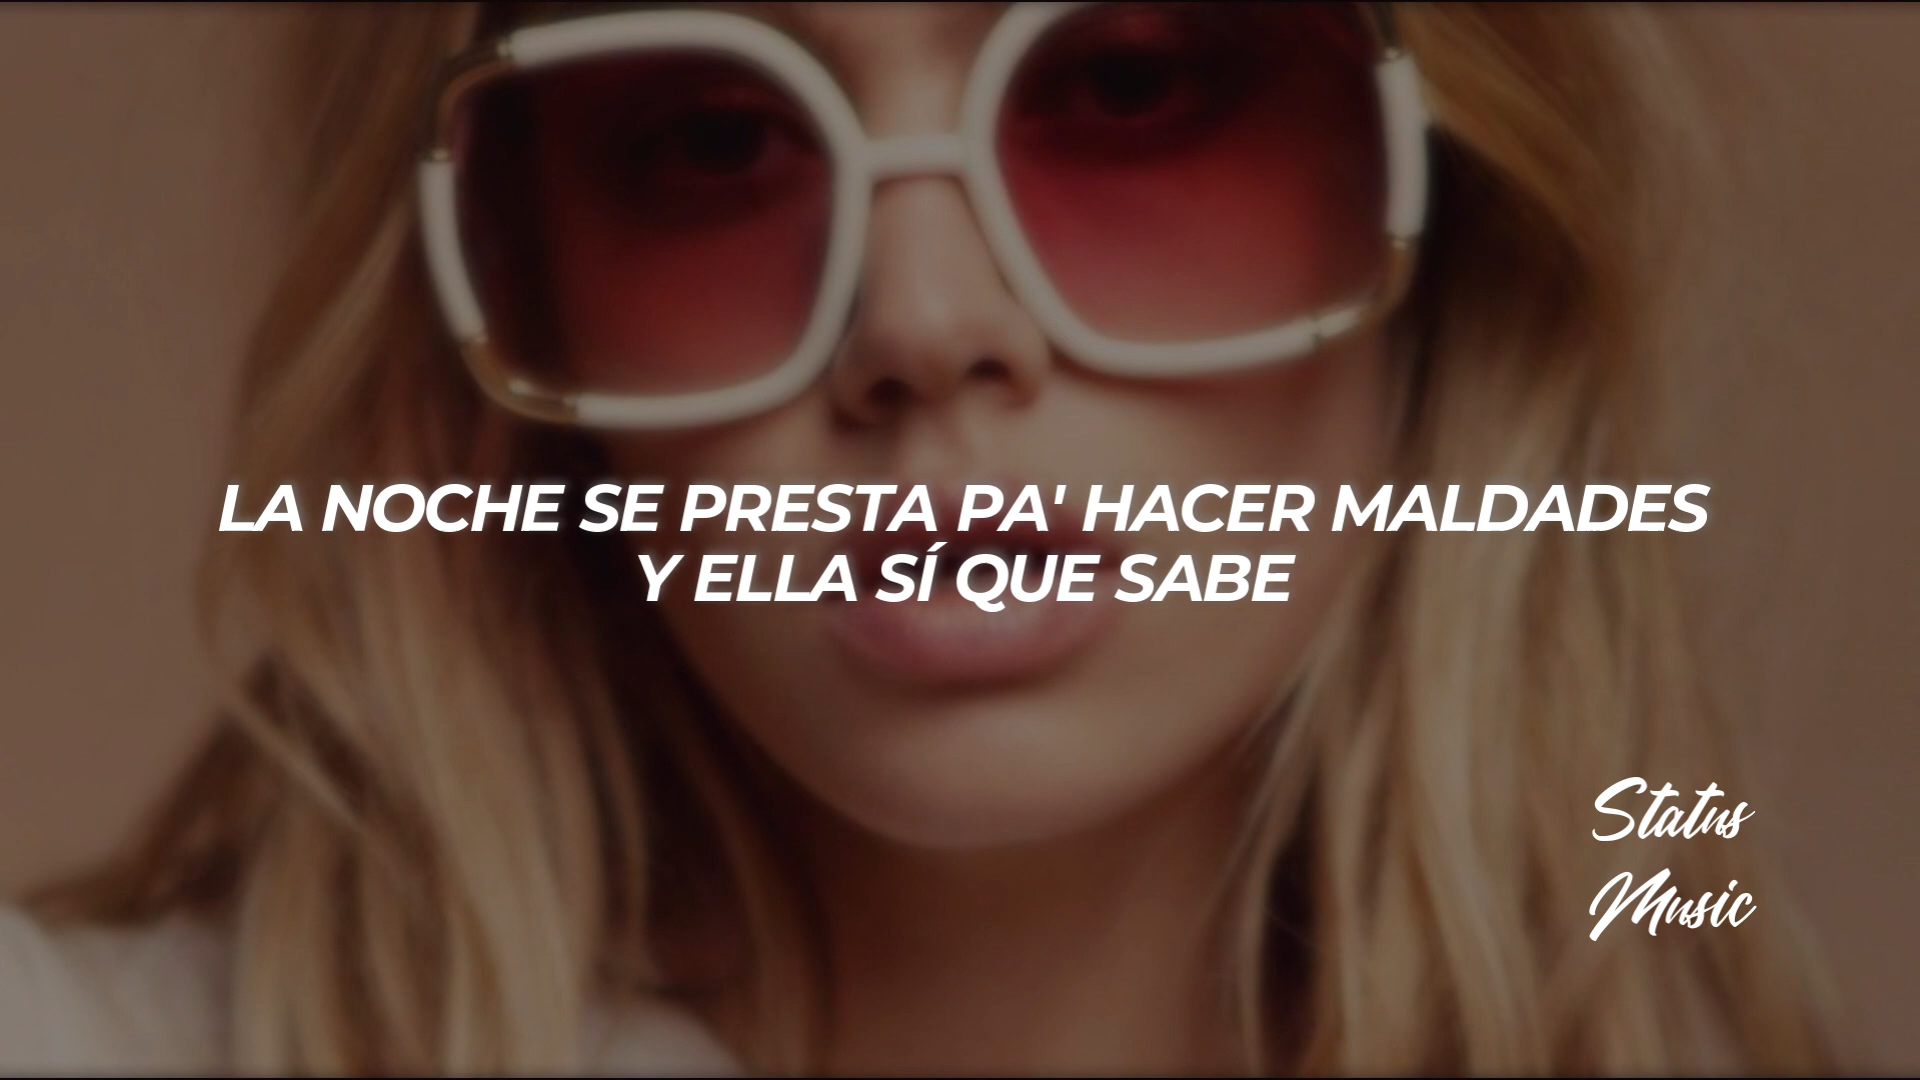 LA NOCHE SE PRESTA PA' HACER MALDADES
Y ELLA SÍ QUE SABE
Status
Music